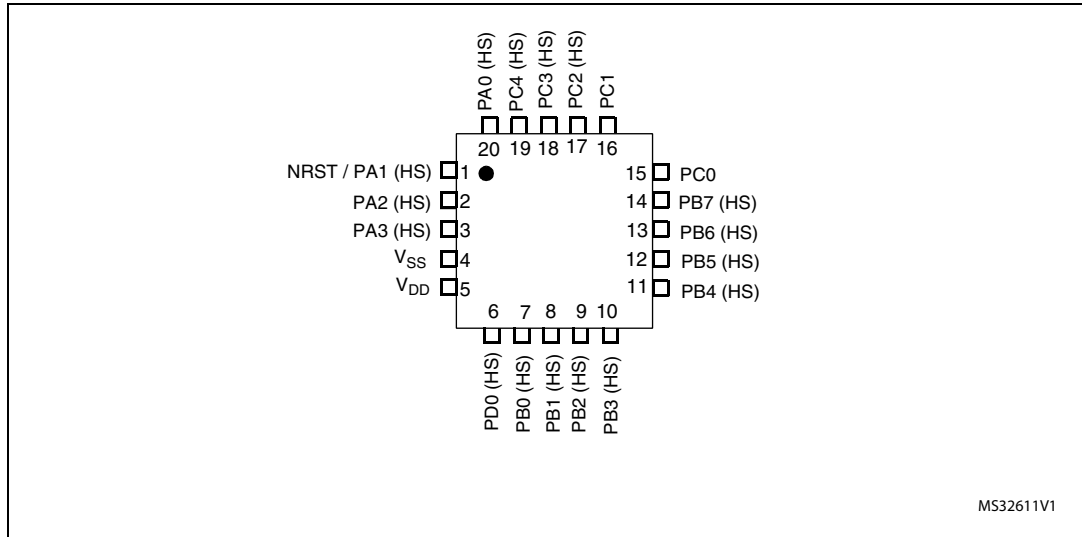 PA0 (HS)
PC4 (HS)
PC3 (HS)
PC2 (HS)
PC1
20 19 18 17 16
NRST / PA1 (HS) 1
PA2 (HS) 2
PA3 (HS) 3
VSS 4
VDD 5
15 PC0
14 PB7 (HS)
13 PB6 (HS)
12 PB5 (HS)
11 PB4 (HS)
6 7 8 9 10
PD0 (HS)
PB0 (HS)
PB1 (HS)
PB2 (HS)
PB3 (HS)
MS32611V1